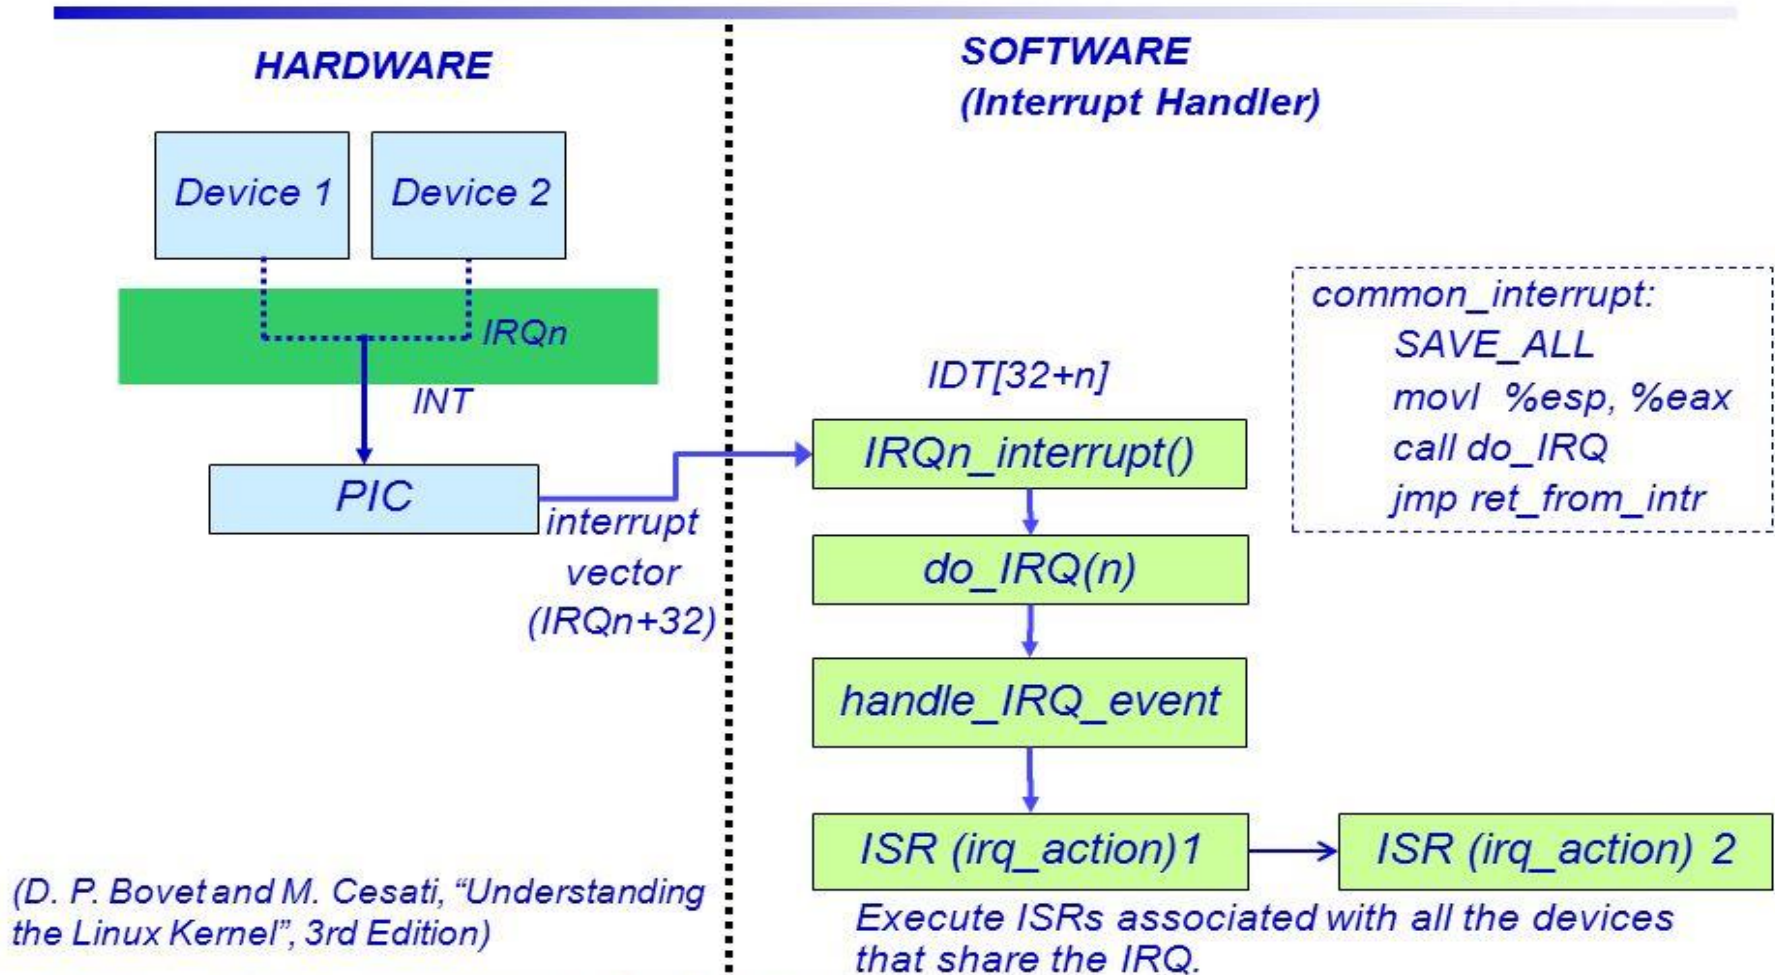 HARDWARE
SOFTWARE
(Interrupt Handler)
Device 1
Device 2
IRQn
INT
PIC
interrupt
vector
(IRQn+32)
IDT[32+n]
IRQn_interrupt()
do_IRQ(n)
handle_IRQ_event
ISR (irq_action)1
ISR (irq_action) 2
common_interrupt:
SAVE_ALL
movl %esp, %eax
call do_IRQ
jmp ret_from_intr
Execute ISRs associated with all the devices
that share the IRQ.
(D. P. Bovet and M. Cesati, “Understanding
the Linux Kernel”, 3rd Edition)